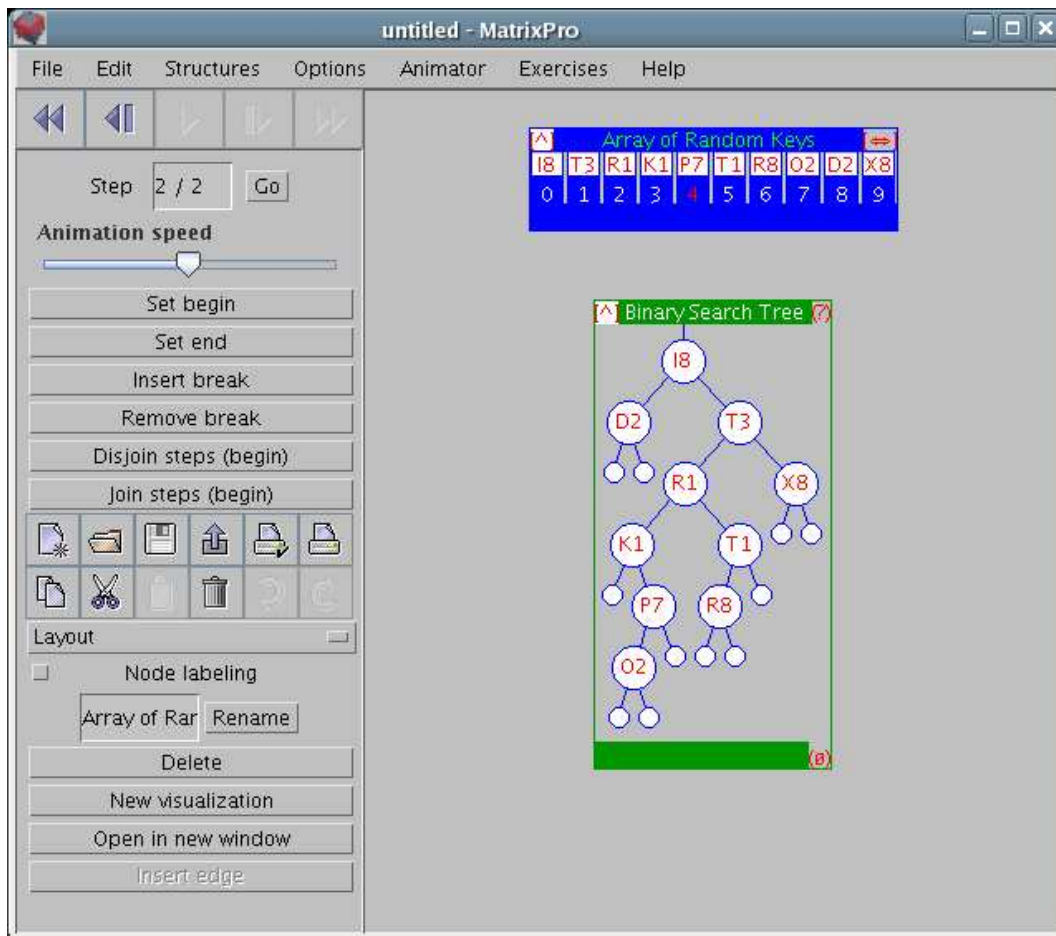 untitled - MatrixPro
File Edit Structures Options Animator Exercises Help
Step 2 / 2 Go
Animation speed
Set begin
Set end
Insert break
Remove break
Disjoin steps (begin)
Join steps (begin)
Layout
Node labeling
Array of Rar Rename
Delete
New visualization
Open in new window
Insert edge
[^] Array of Random Keys
I8 T3 R1 K1 P7 T1 R8 O2 D2 X8
0 1 2 3 4 5 6 7 8 9
[^] Binary Search Tree (7)
I8
D2 T3
R1 X8
K1 T1
P7 R8
O2
(0)